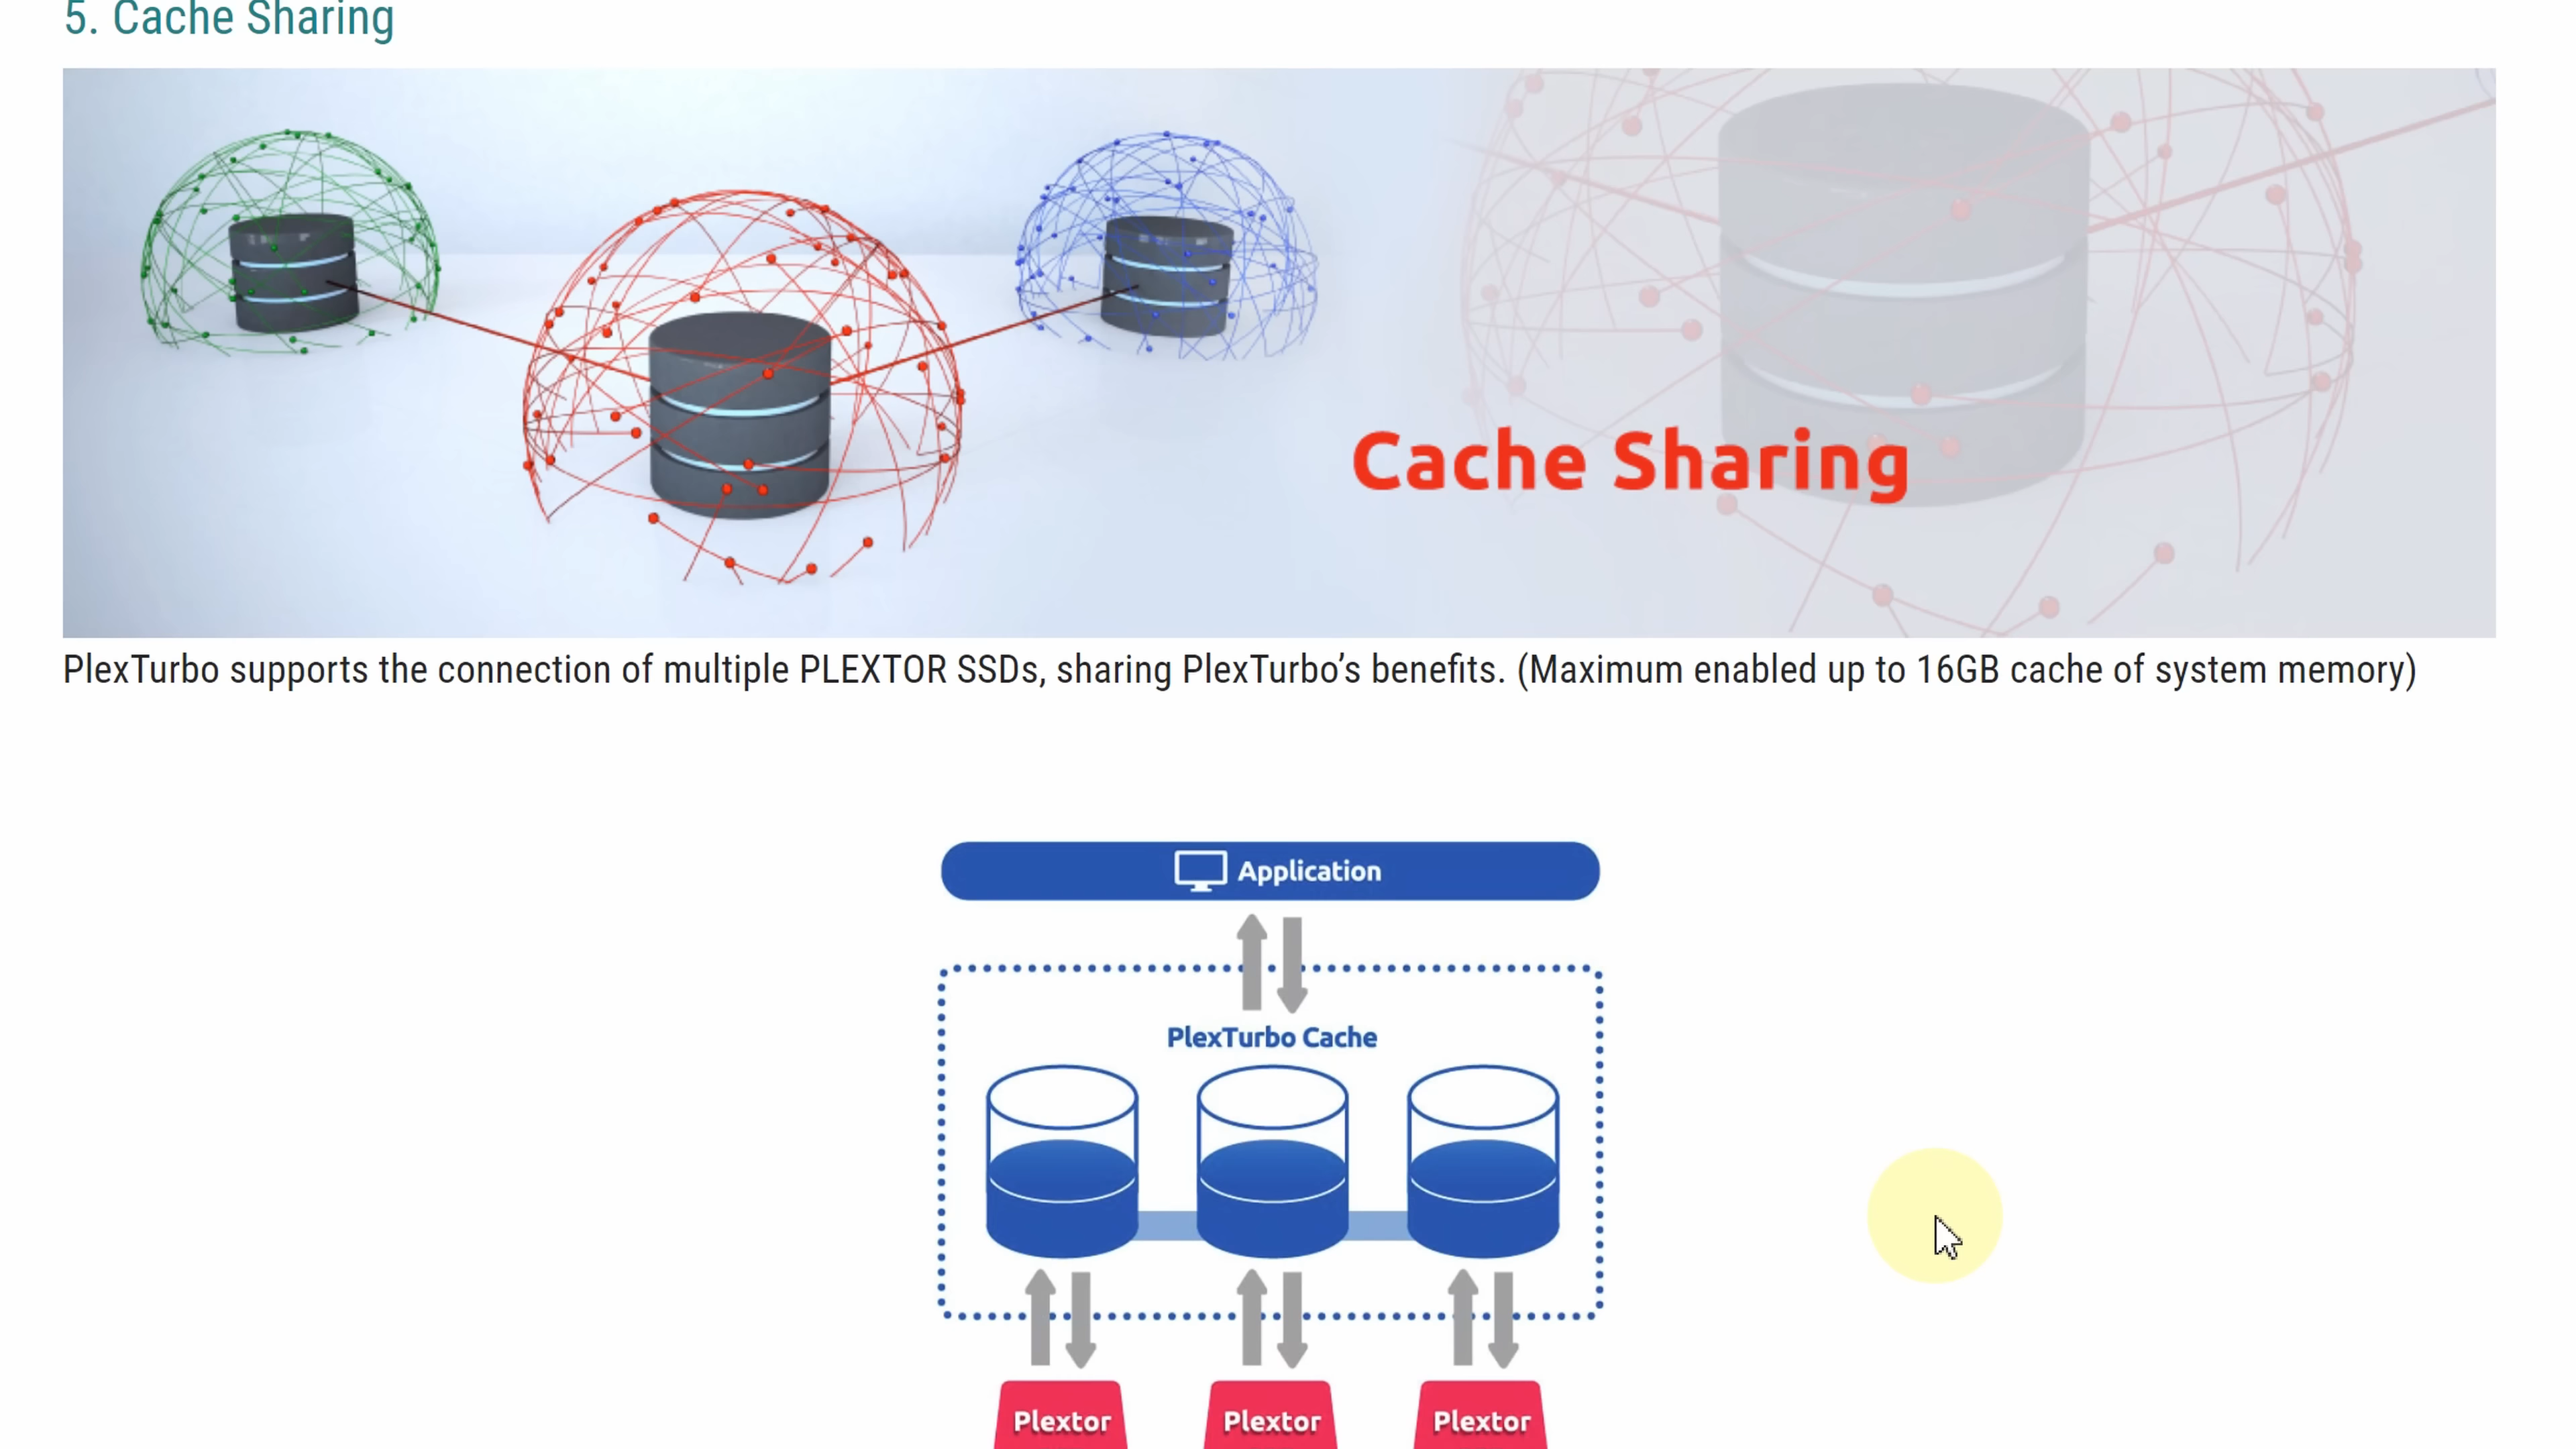 5. Cache Sharing
Cache Sharing
PlexTurbo supports the connection of multiple PLEXTOR SSDs, sharing PlexTurbo’s benefits. (Maximum enabled up to 16GB cache of system memory)
Application
PlexTurbo Cache
Plextor Plextor Plextor